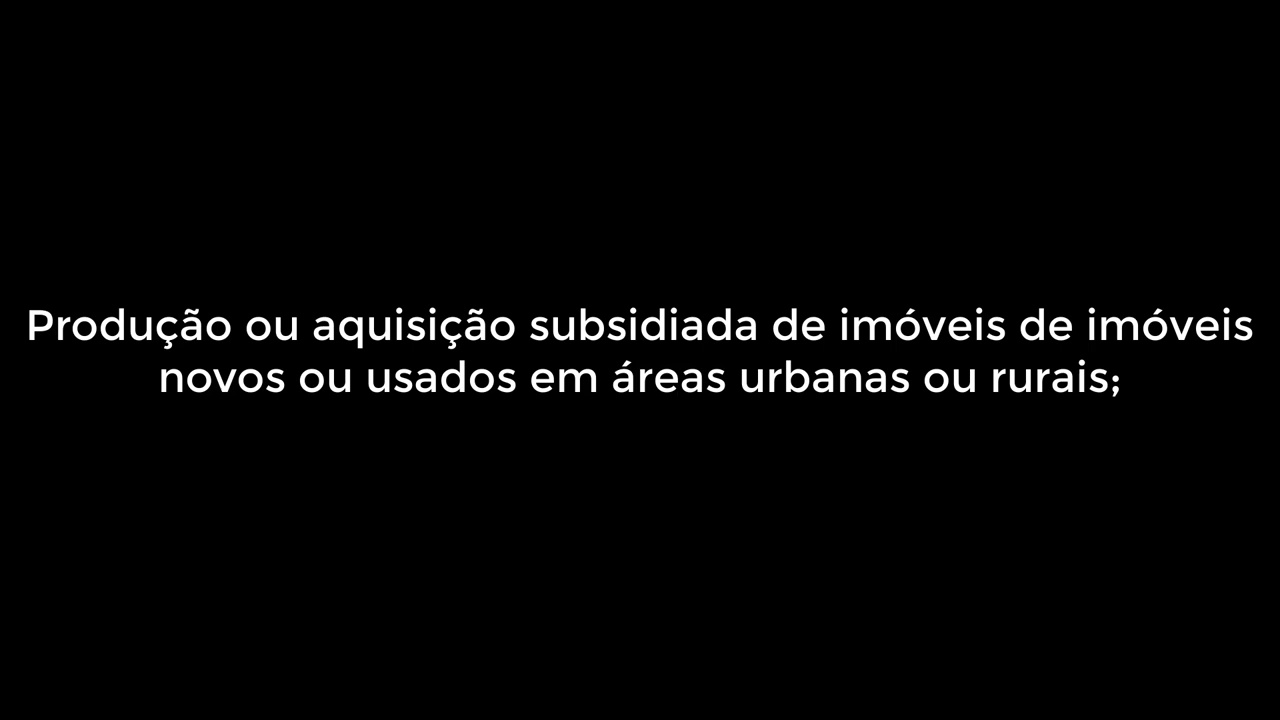 Produção ou aquisição subsidiada de imóveis de imóveis
novos ou usados em áreas urbanas ou rurais;